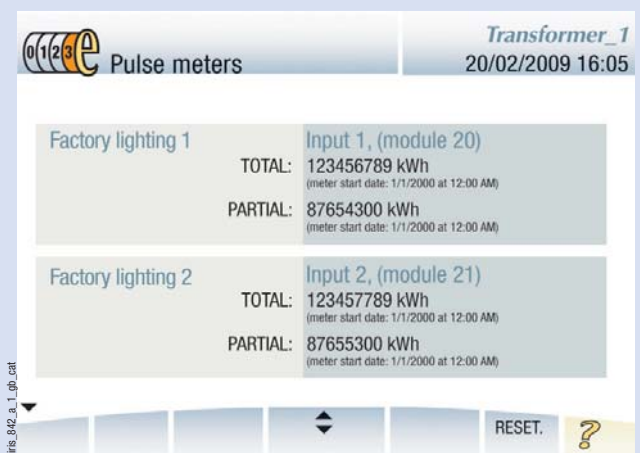 0123e Pulse meters
Transformer_1
20/02/2009 16:05
Factory lighting 1
Input 1, (module 20)
TOTAL: 123456789 kWh
(meter start date: 1/1/2000 at 12:00 AM)
PARTIAL: 87654300 kWh
(meter start date: 1/1/2000 at 12:00 AM)
Factory lighting 2
Input 2, (module 21)
TOTAL: 123457789 kWh
(meter start date: 1/1/2000 at 12:00 AM)
PARTIAL: 87655300 kWh
(meter start date: 1/1/2000 at 12:00 AM)
RESET. ?
iris_842_a_1_gb_cat